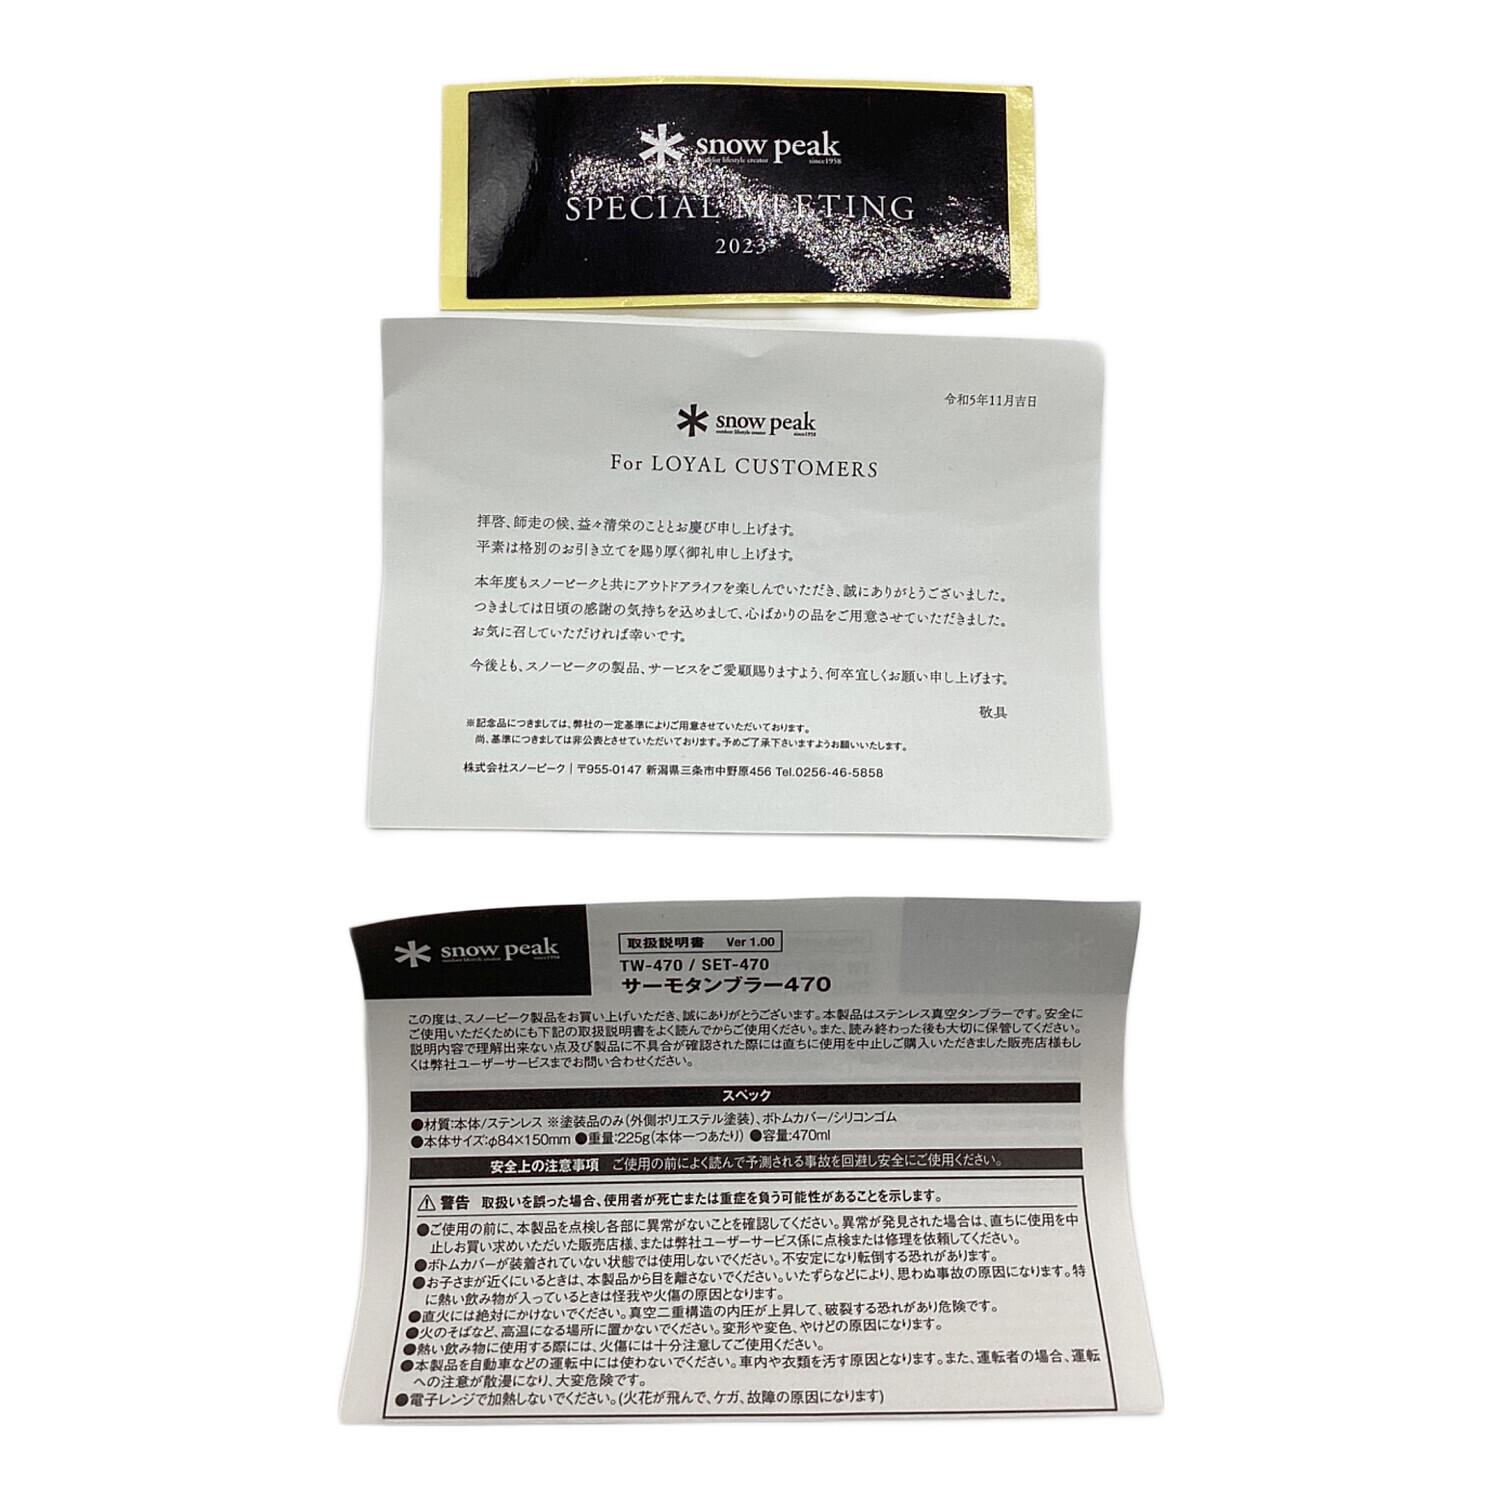 snow peak
outdoor lifestyle creator since1958
SPECIAL MEETING
2023
令和5年11月吉日
snow peak
outdoor lifestyle creator since1958
For LOYAL CUSTOMERS
拝啓、師走の候、益々清栄のこととお慶び申し上げます。
平素は格別のお引き立てを賜り厚く御礼申し上げます。
本年度もスノーピークと共にアウトドアライフを楽しんでいただき、誠にありがとうございました。
つきましては日頃の感謝の気持ちを込めまして、心ばかりの品をご用意させていただきました。
お気に召していただければ幸いです。
今後とも、スノーピークの製品、サービスをご愛顧賜りますよう、何卒宜しくお願い申し上げます。
敬具
※記念品につきましては、弊社の一定基準によりご用意させていただいております。
尚、基準につきましては非公表とさせていただいております。予めご了承下さいますようお願いいたします。
株式会社スノーピーク | 〒955-0147 新潟県三条市中野原456 Tel.0256-46-5858
snow peak
outdoor lifestyle creator since1958
取扱説明書 Ver 1.00
TW-470 / SET-470
サーモタンブラー470
この度は、スノーピーク製品をお買い上げいただき、誠にありがとうございます。本製品はステンレス真空タンブラーです。安全に
ご使用いただくためにも下記の取扱説明書をよく読んでからご使用ください。また、読み終わった後も大切に保管してください。
説明内容で理解出来ない点及び製品に不具合が確認された際には直ちに使用を中止しご購入いただきました販売店様もし
くは弊社ユーザーサービスまでお問い合わせください。
スペック
●材質:本体/ステンレス ※塗装品のみ(外側ポリエステル塗装)、ボトムカバー/シリコンゴム
●本体サイズ:φ84×150mm ●重量:225g(本体一つあたり) ●容量:470ml
安全上の注意事項 ご使用の前によく読んで予測される事故を回避し安全にご使用ください。
警告 取扱いを誤った場合、使用者が死亡または重症を負う可能性があることを示します。
●ご使用の前に、本製品を点検し各部に異常がないことを確認してください。異常が発見された場合は、直ちに使用を中
止しお買い求めいただいた販売店様、または弊社ユーザーサービス係に点検または修理を依頼してください。
●ボトムカバーが装着されていない状態では使用しないでください。不安定になり転倒する恐れがあります。
●お子さまが近くにいるときは、本製品から目を離さないでください。いたずらなどにより、思わぬ事故の原因になります。特
に熱い飲み物が入っているときは怪我や火傷の原因となります。
●直火には絶対にかけないでください。真空二重構造の内圧が上昇して、破裂する恐れがあり危険です。
●火のそばなど、高温になる場所に置かないでください。変形や変色、やけどの原因になります。
●熱い飲み物に使用する際には、火傷には十分注意してご使用ください。
●本製品を自動車などの運転中には使わないでください。車内や衣類を汚す原因となります。また、運転者の場合、運転
への注意が散漫になり、大変危険です。
●電子レンジで加熱しないでください。(火花が飛んで、ケガ、故障の原因になります)